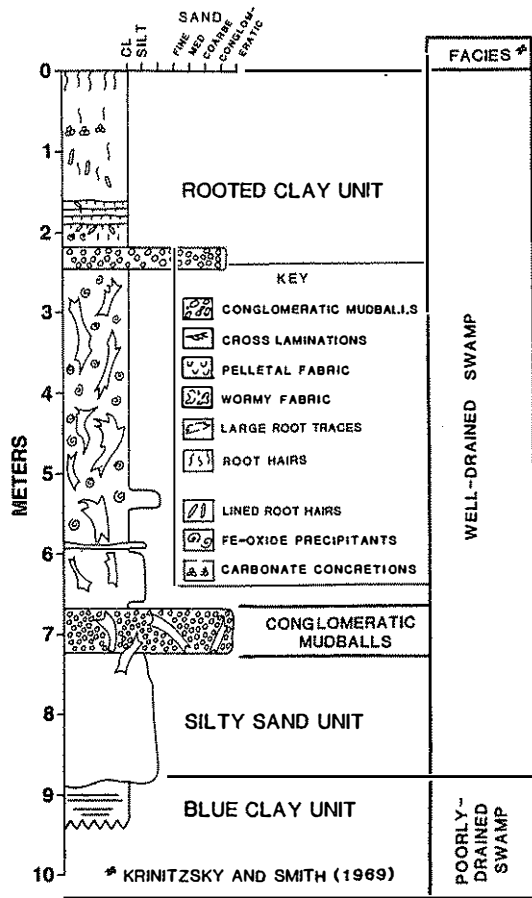 SAND
CL
SILT
FINE
MED
COARSE
CONGLOM-
ERATIC
FACIES *
0
1
2
3
4
5
6
7
8
9
10
METERS
ROOTED CLAY UNIT
KEY
CONGLOMERATIC MUDBALLS
CROSS LAMINATIONS
PELLETAL FABRIC
WORMY FABRIC
LARGE ROOT TRACES
ROOT HAIRS
LINED ROOT HAIRS
FE-OXIDE PRECIPITANTS
CARBONATE CONCRETIONS
CONGLOMERATIC
MUDBALLS
SILTY SAND UNIT
BLUE CLAY UNIT
WELL-DRAINED SWAMP
POORLY-
DRAINED
SWAMP
* KRINITZSKY AND SMITH (1969)